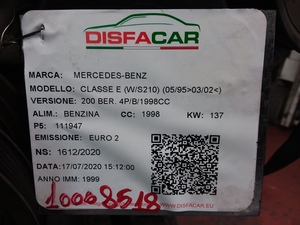 DISFACAR
MARCA: MERCEDES-BENZ
MODELLO: CLASSE E (W/S210) (05/95>03/02<)
VERSIONE: 200 BER. 4P/B/1998CC
ALIM.: BENZINA CC: 1998 KW: 137
P5: 111947
EMISSION: EURO 2
NS: 1612/2020
DATA:17/07/2020 15:12:00
ANNO IMM: 1999
10008518
WWW.DISFACAR.EU